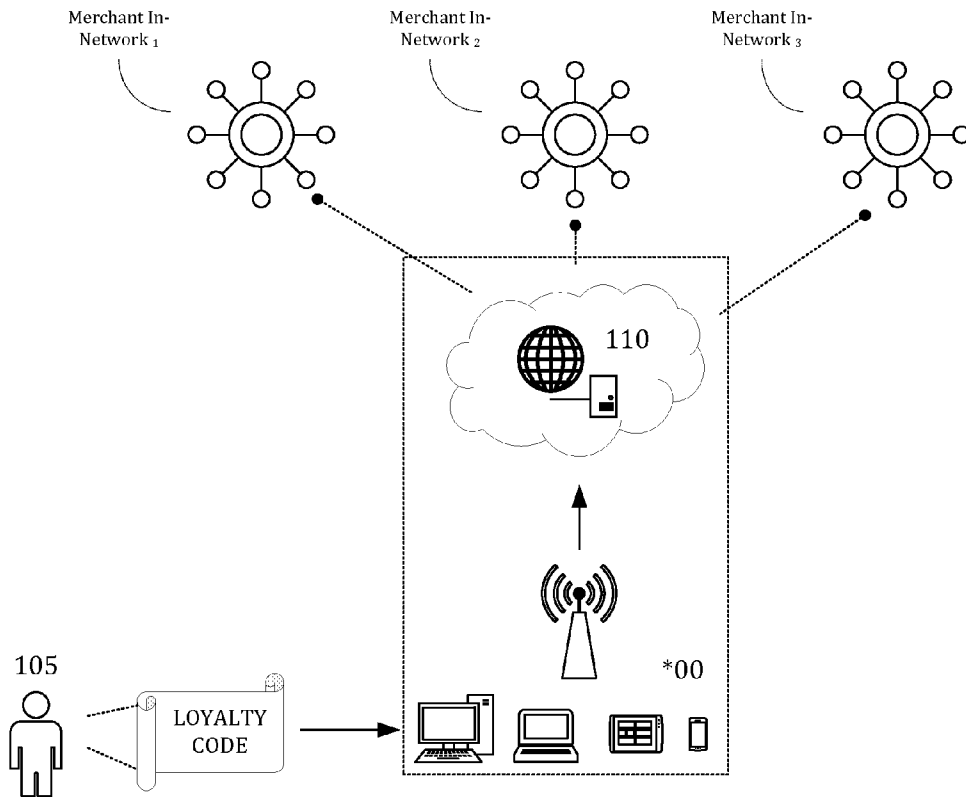 Merchant In-
Network 1
Merchant In-
Network 2
Merchant In-
Network 3
110
*00
105
LOYALTY
CODE